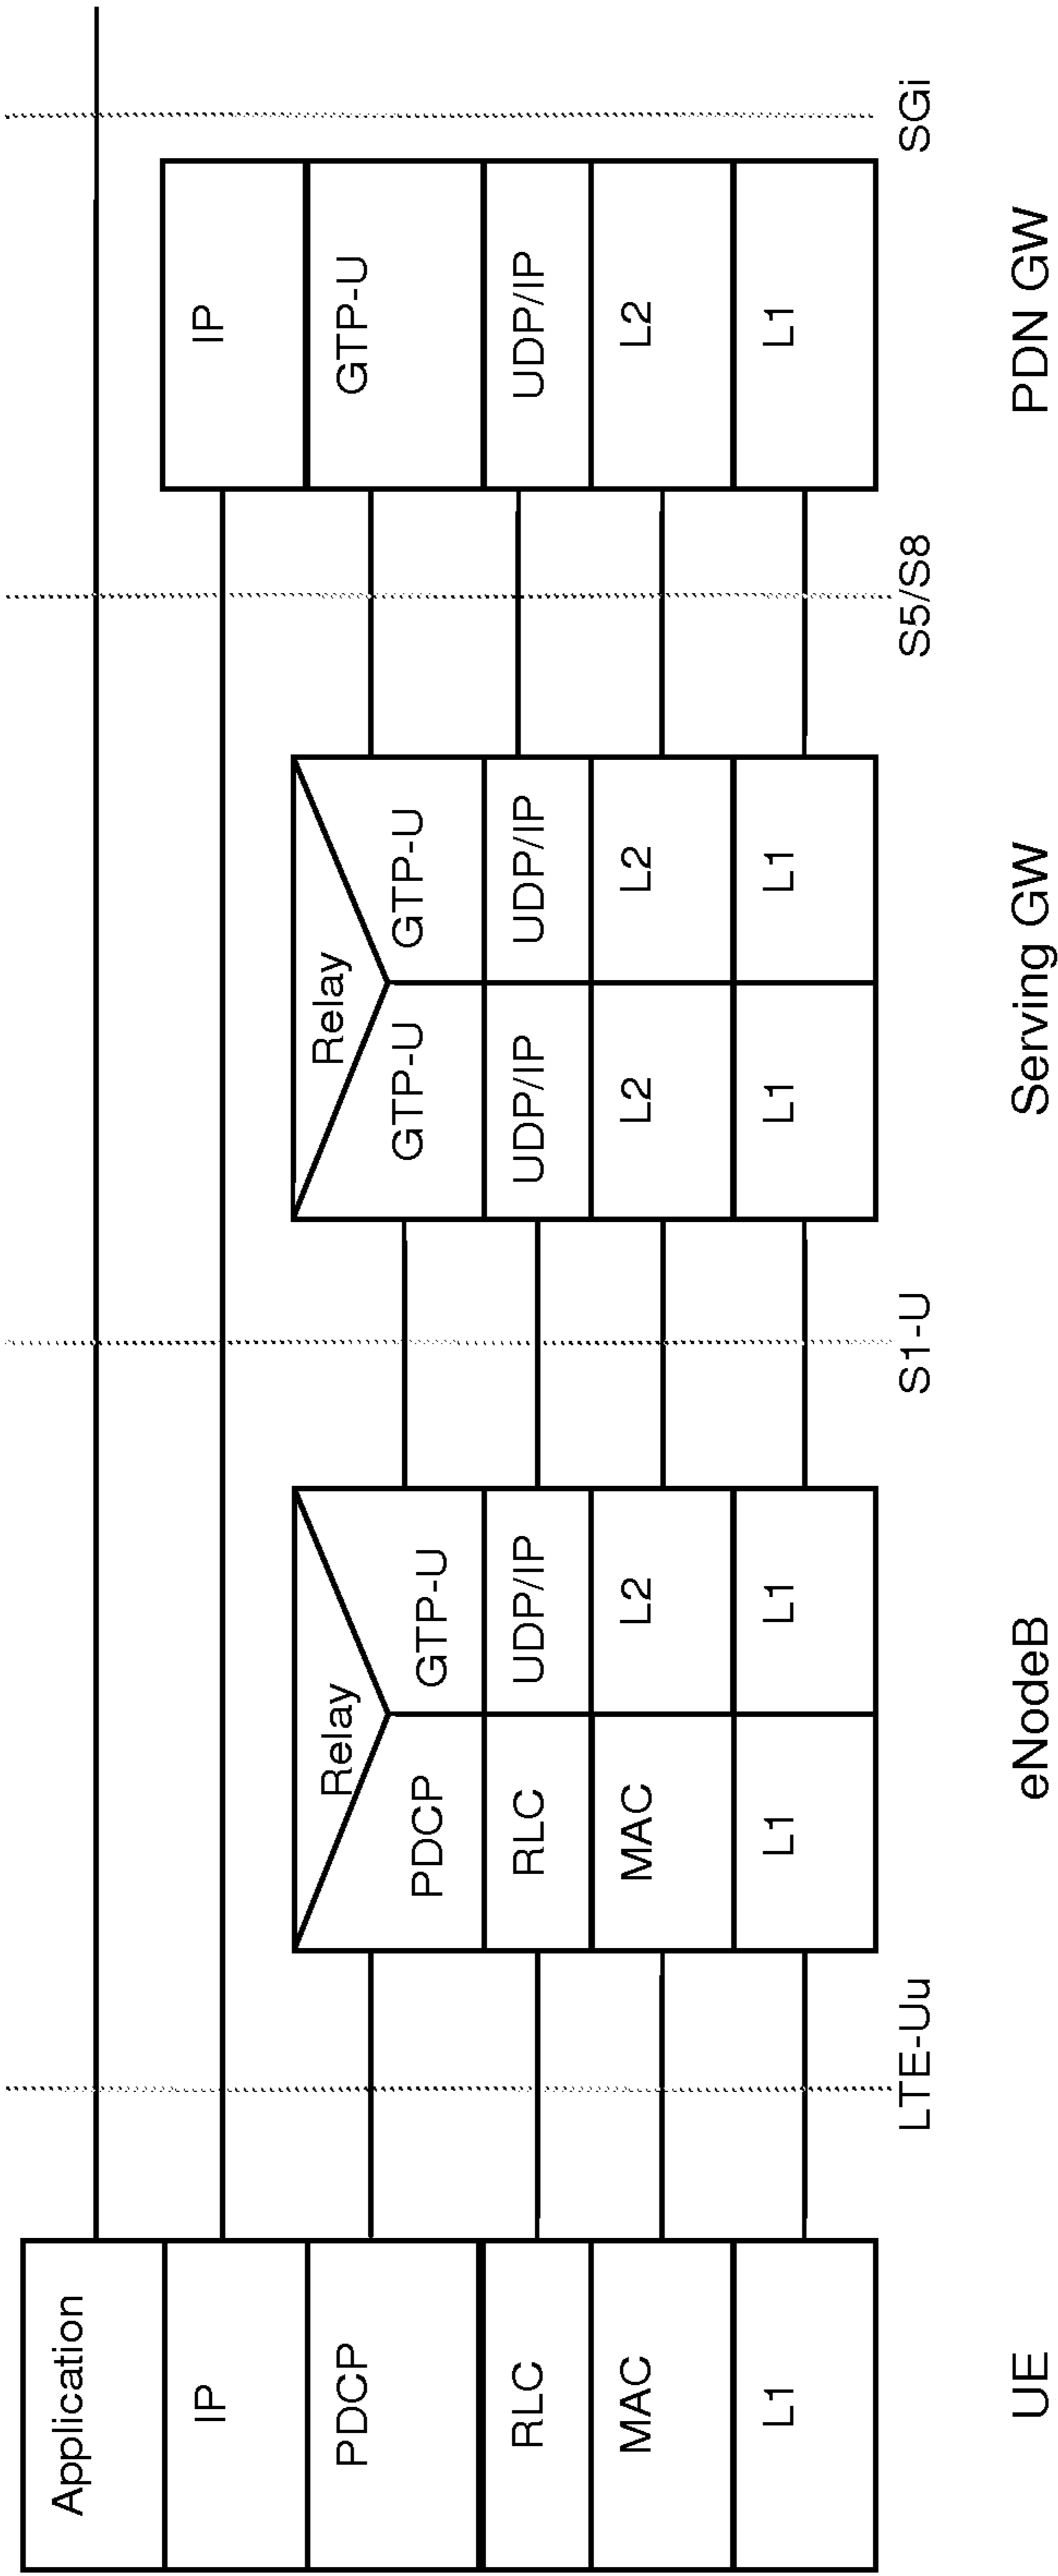 Application
IP
PDCP
RLC
MAC
L1
UE
LTE-Uu
Relay
PDCP
GTP-U
RLC
UDP/IP
MAC
L2
L1
L1
eNodeB
S1-U
Relay
GTP-U
GTP-U
UDP/IP
UDP/IP
L2
L2
L1
L1
Serving GW
S5/S8
IP
GTP-U
UDP/IP
L2
L1
PDN GW
SGi